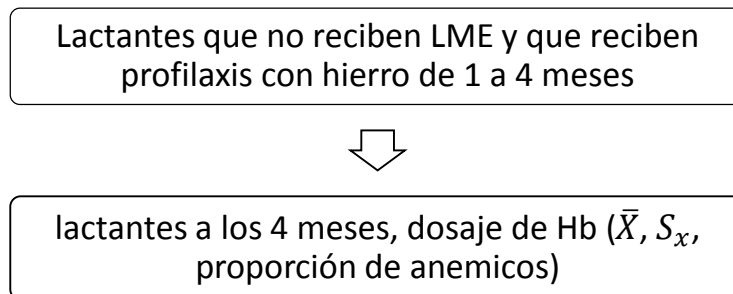 Lactantes que no reciben LME y que reciben
profilaxis con hierro de 1 a 4 meses
lactantes a los 4 meses, dosaje de Hb (X̄, Sₓ,
proporción de anemicos)